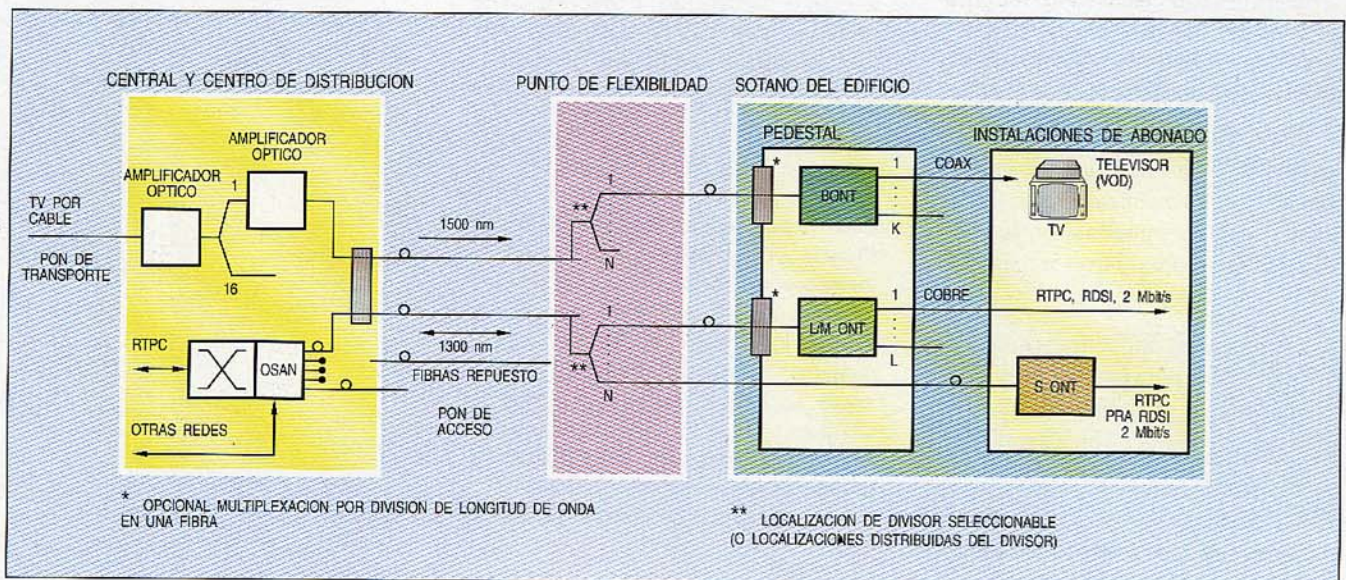 CENTRAL Y CENTRO DE DISTRIBUCION
PUNTO DE FLEXIBILIDAD
SOTANO DEL EDIFICIO
AMPLIFICADOR
OPTICO
AMPLIFICADOR
OPTICO
1
16
TV POR
CABLE
PON DE
TRANSPORTE
RTPC
OSAN
OTRAS REDES
1500 nm
1300 nm
FIBRAS REPUESTO
PON DE
ACCESO
**
1
N
1
**
N
PEDESTAL
*
BONT
1
K
COAX
*
L/M ONT
1
L
COBRE
INSTALACIONES DE ABONADO
TELEVISOR
(VOD)
TV
RTPC, RDSI, 2 Mbit/s
S ONT
RTPC
PRA RDSI
2 Mbit/s
* OPCIONAL MULTIPLEXACION POR DIVISION DE LONGITUD DE ONDA
EN UNA FIBRA
** LOCALIZACION DE DIVISOR SELECCIONABLE
(O LOCALIZACIONES DISTRIBUIDAS DEL DIVISOR)